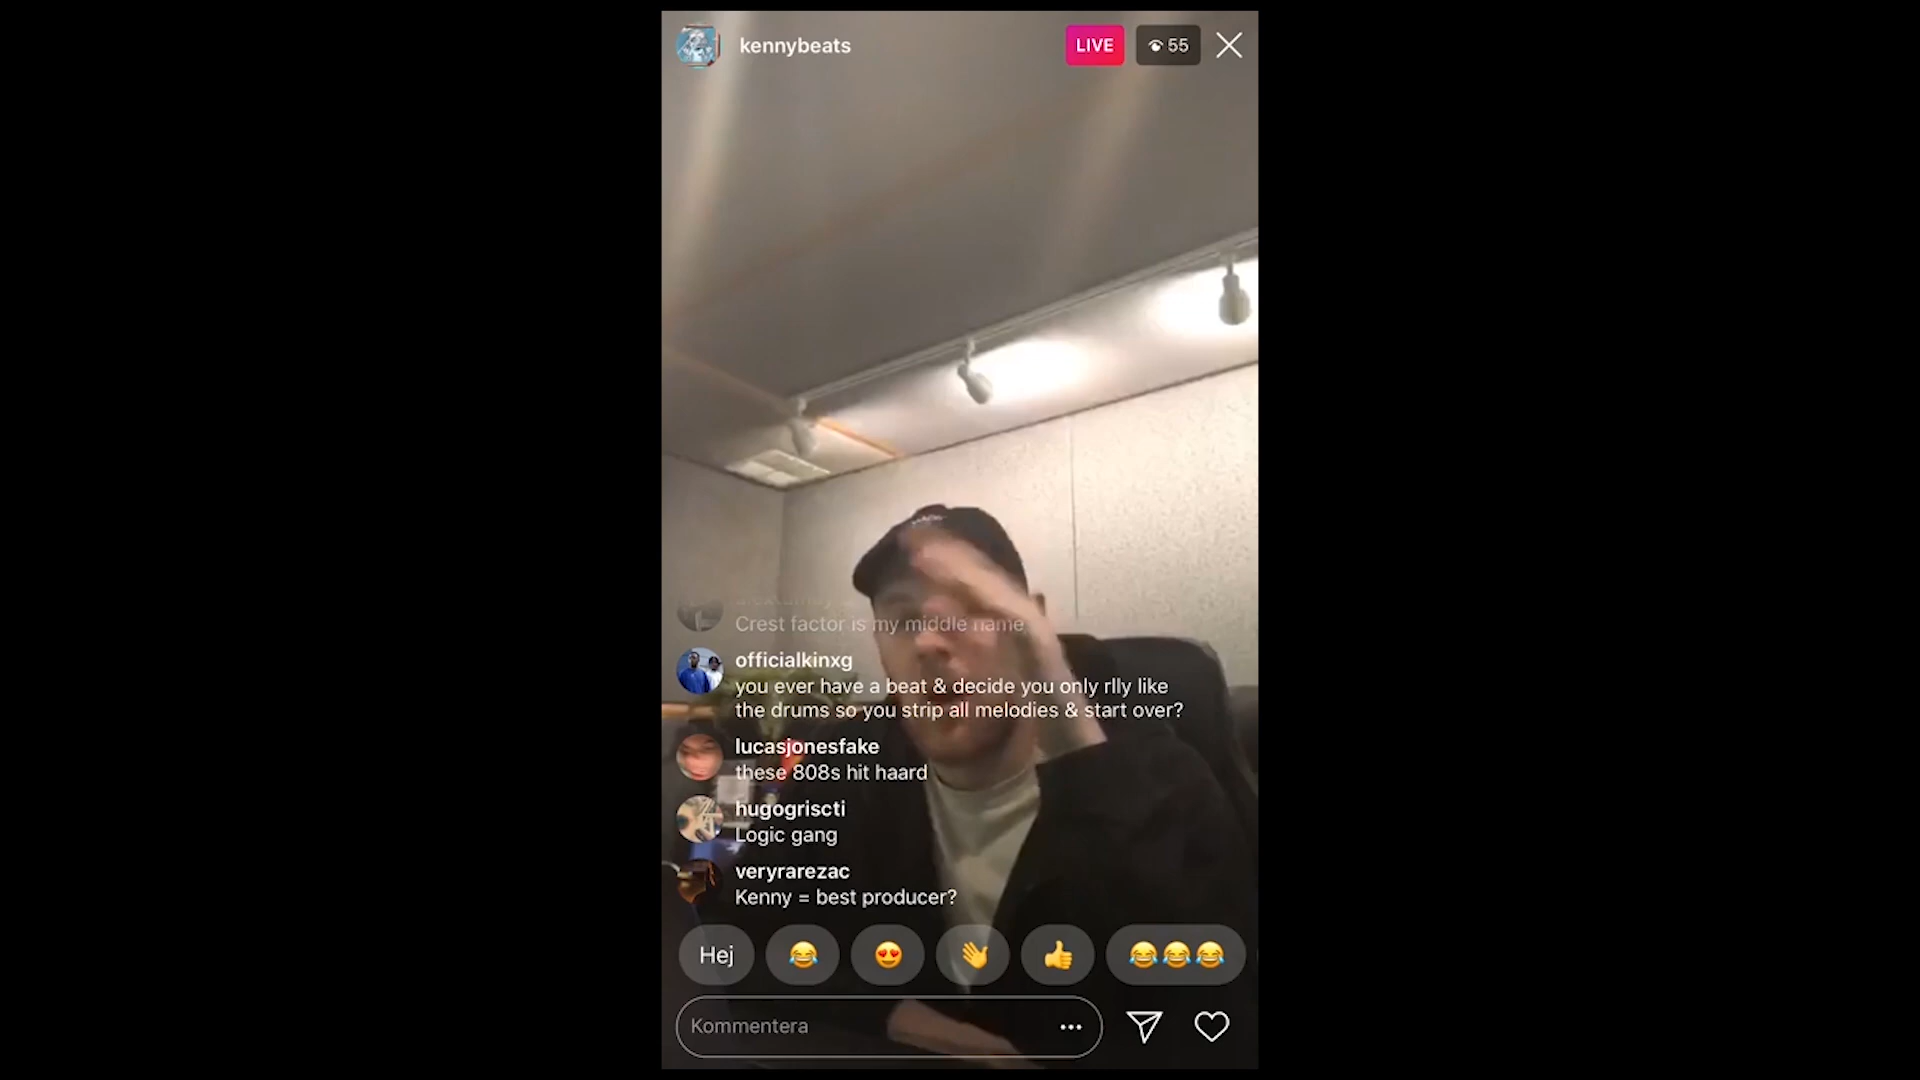 kennybeats
LIVE
55
Crest factor is my middle name
officialkinxg
you ever have a beat & decide you only rlly like
the drums so you strip all melodies & start over?
lucasjonesfake
these 808s hit haard
hugogriscti
Logic gang
veryrarezac
Kenny = best producer?
Hej
Kommentera